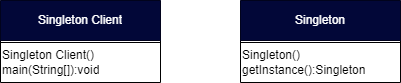 Singleton Client
Singleton Client()
main(String[]):void
Singleton
Singleton()
getInstance():Singleton